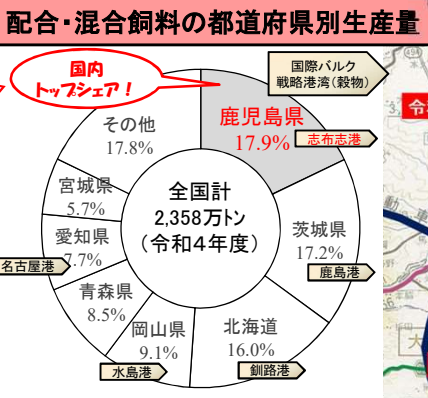 配合・混合飼料の都道府県別生産量
国内
トップシェア!
国際バルク
戦略港湾(穀物)
鹿児島県
17.9%
志布志港
その他
17.8%
宮城県
5.7%
全国計
2,358万トン
(令和4年度)
茨城県
17.2%
鹿島港
愛知県
7.7%
名古屋港
青森県
8.5%
岡山県
9.1%
水島港
北海道
16.0%
釧路港
令
大